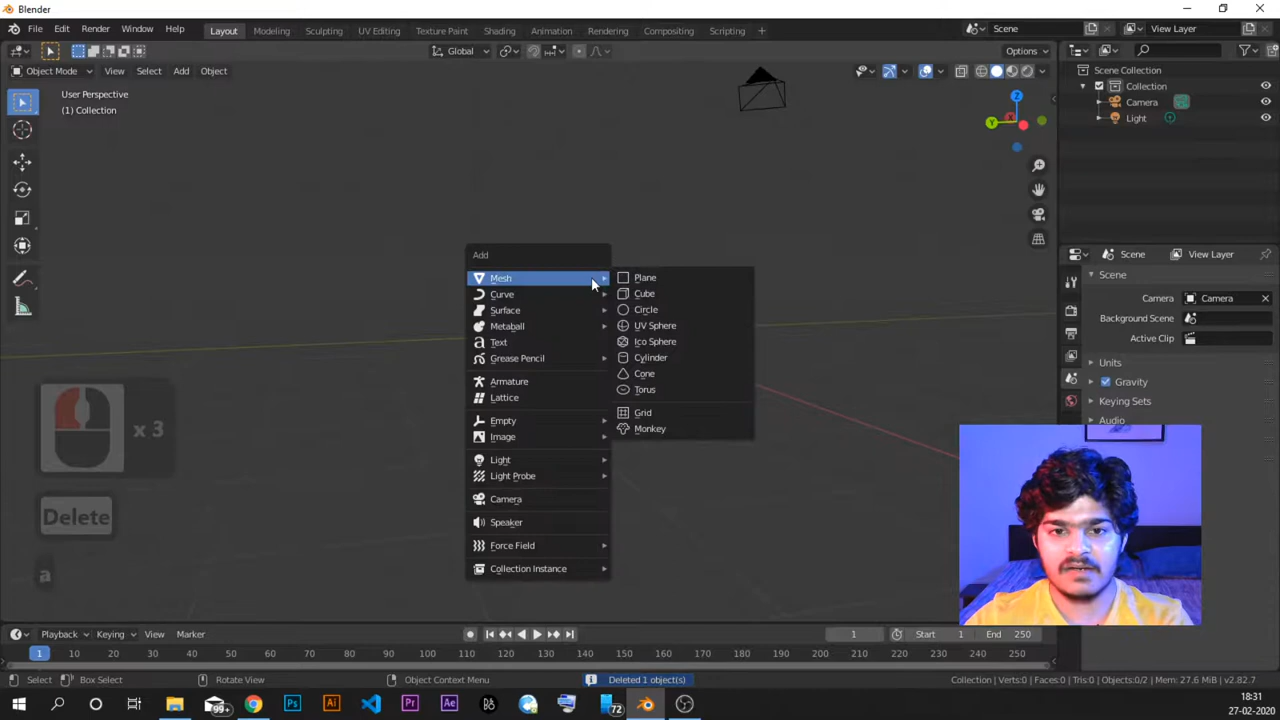 Blender
File Edit Render Window Help
Layout Modeling Sculpting UV Editing Texture Paint Shading Animation Rendering Compositing Scripting +
Scene
View Layer
Global
Options
Object Mode View Select Add Object
User Perspective
(1) Collection
Z
Y
Scene Collection
Collection
Camera
Light
Add
Mesh
Curve
Surface
Metaball
Text
Grease Pencil
Armature
Lattice
Empty
Image
Light
Light Probe
Camera
Speaker
Force Field
Collection Instance
Plane
Cube
Circle
UV Sphere
Ico Sphere
Cylinder
Cone
Torus
Grid
Monkey
Scene View Layer
Scene
Camera Camera
Background Scene
Active Clip
Units
Gravity
Keying Sets
Audio
x 3
Delete
a
Playback Keying View Marker
1 Start 1 End 250
1 10 20 30 40 50 60 70 80 90 100 110 120 130 140 150 160 170 180 190 200 210 220 230 240 250
Select Box Select Rotate View Object Context Menu Deleted 1 object(s) Collection | Verts:0 | Faces:0 | Tris:0 | Objects:0/2 | Mem: 27.6 MiB | v2.82.7
99+ Ps Ai Pr Ae 72
18:31
27-02-2020